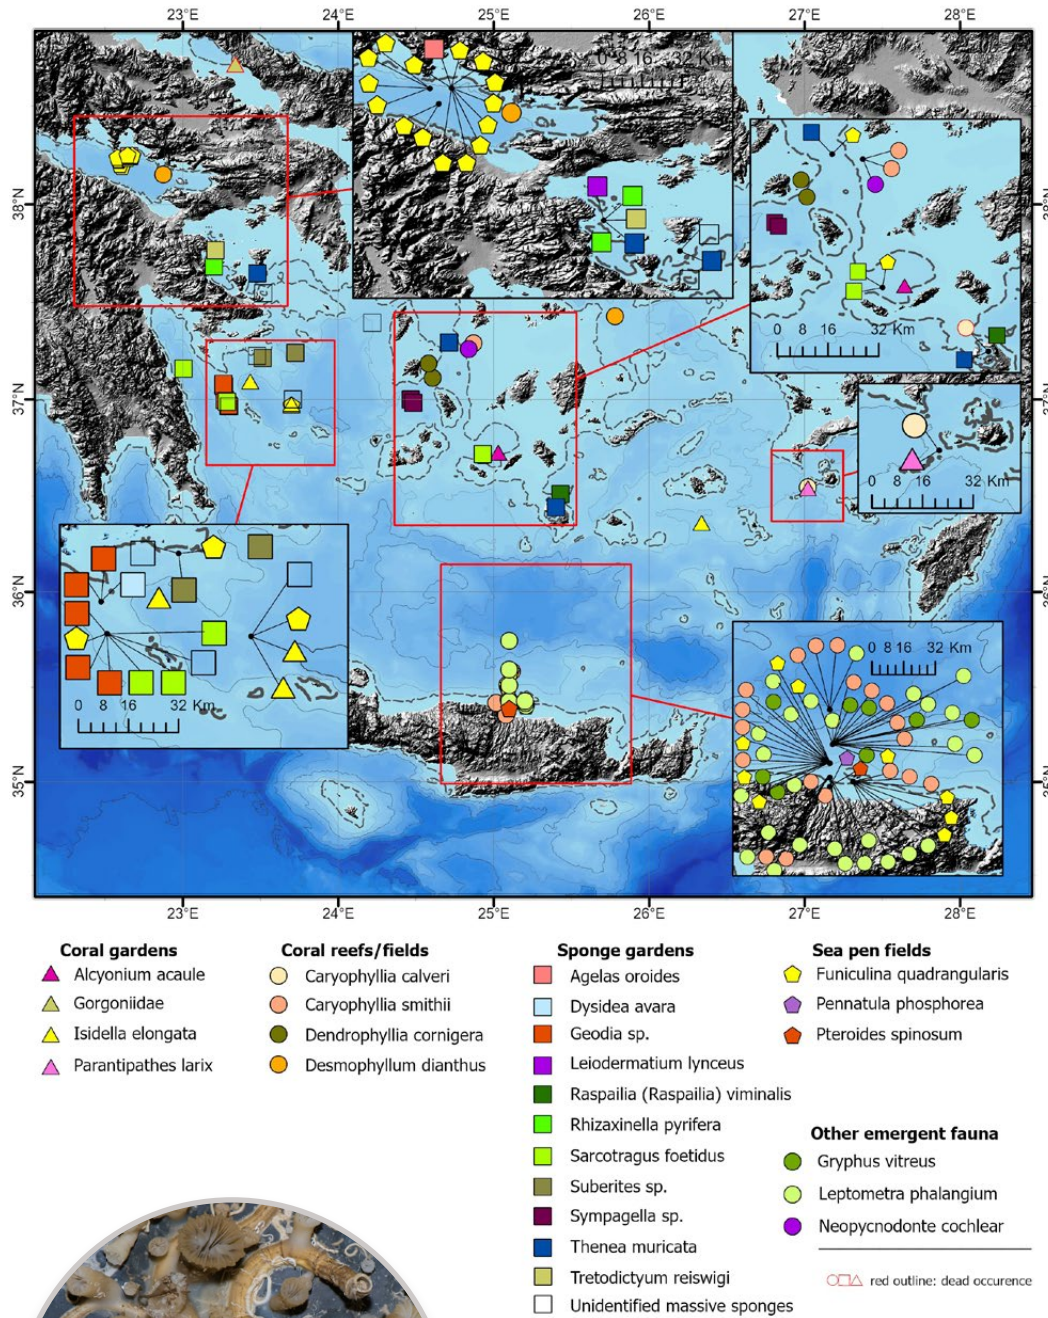 23°E 24°E 25°E 26°E 27°E 28°E
0 8 16 32 Km
38°N 38°N
0 8 16 32 Km
37°N 37°N
0 8 16 32 Km
36°N 36°N
0 8 16 32 Km
0 8 16 32 Km
35°N 35°N
23°E 24°E 25°E 26°E 27°E 28°E
Coral gardens
Alcyonium acaule
Gorgoniidae
Isidella elongata
Parantipathes larix
Coral reefs/fields
Caryophyllia calveri
Caryophyllia smithii
Dendrophyllia cornigera
Desmophyllum dianthus
Sponge gardens
Agelas oroides
Dysidea avara
Geodia sp.
Leiodermatium lynceus
Raspailia (Raspailia) viminalis
Rhizaxinella pyrifera
Sarcotragus foetidus
Suberites sp.
Sympagella sp.
Thenea muricata
Tretodictyum reiswigi
Unidentified massive sponges
Sea pen fields
Funiculina quadrangularis
Pennatula phosphorea
Pteroides spinosum
Other emergent fauna
Gryphus vitreus
Leptometra phalangium
Neopycnodonte cochlear
red outline: dead occurence